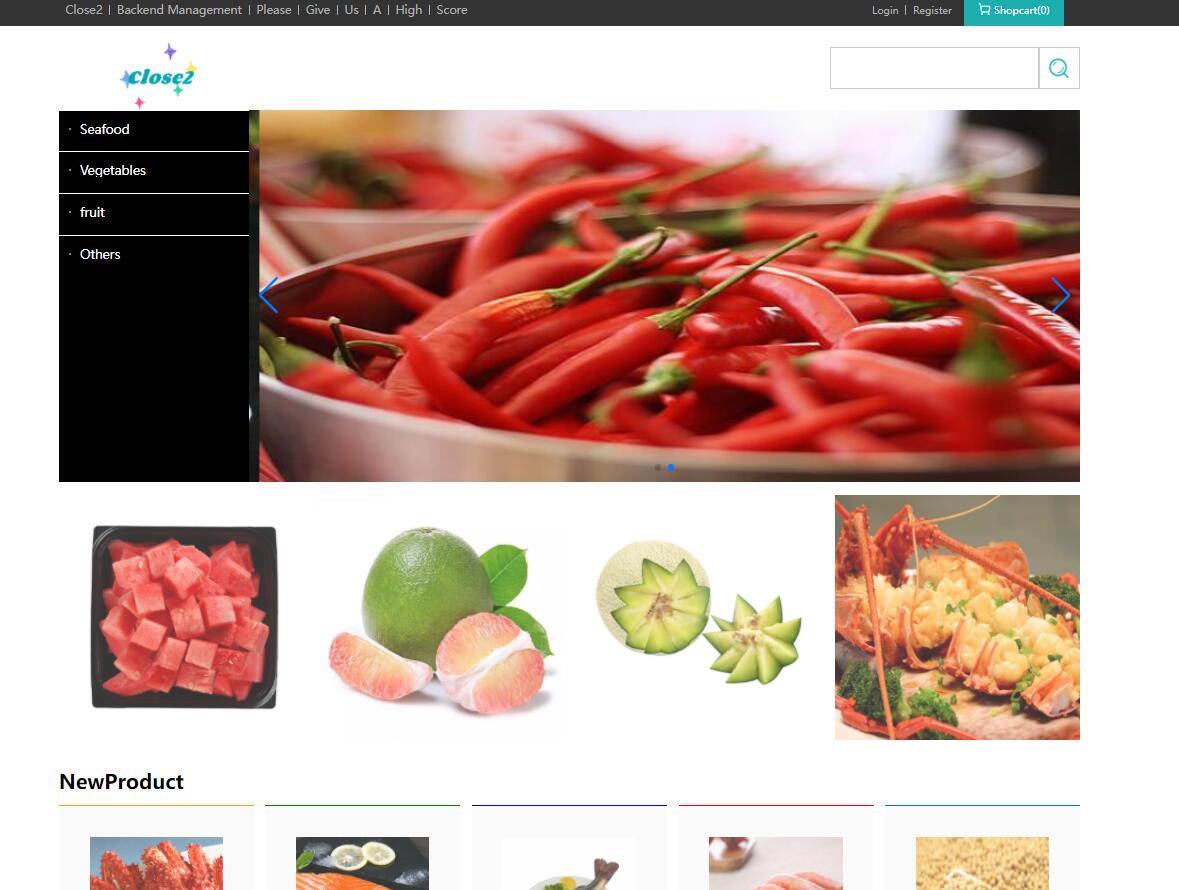 Close2 | Backend Management | Please | Give | Us | A | High | Score
Login | Register
Shopcart(0)
Close2
· Seafood
· Vegetables
· fruit
· Others
NewProduct